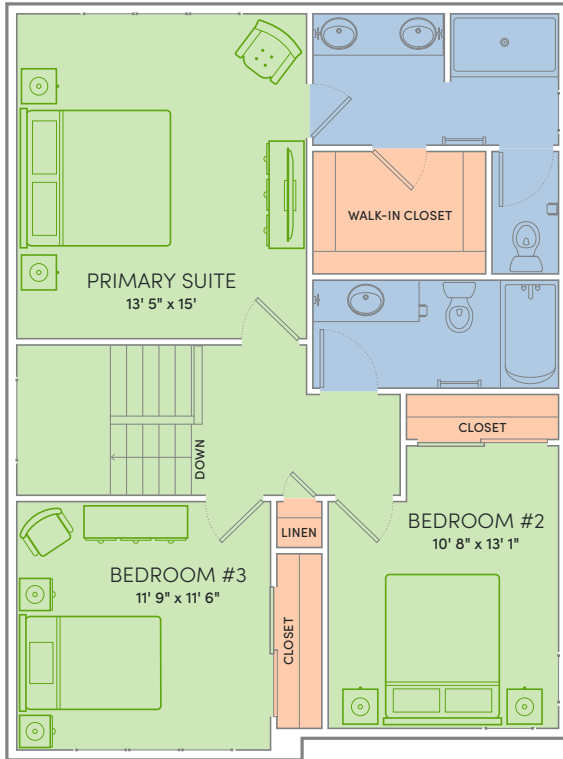 WALK-IN CLOSET
PRIMARY SUITE
13' 5" x 15'
CLOSET
DOWN
LINEN
BEDROOM #2
10' 8" x 13' 1"
BEDROOM #3
11' 9" x 11' 6"
CLOSET